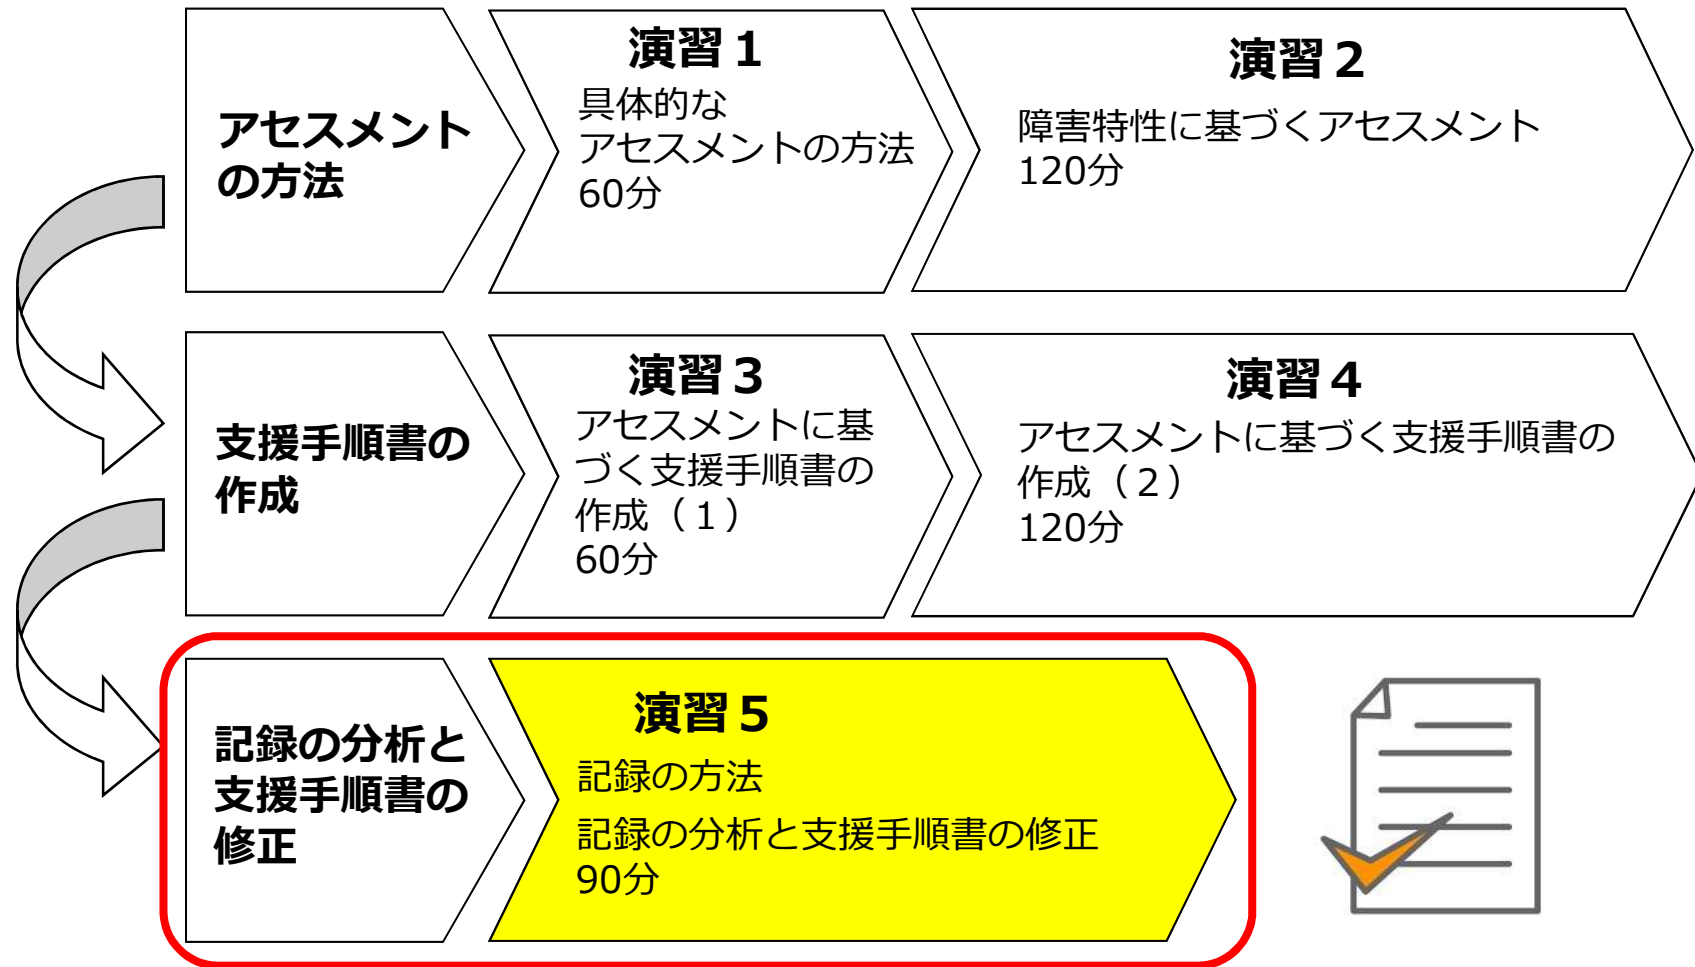 アセスメント
の方法
演習１
具体的な
アセスメントの方法
60分
演習２
障害特性に基づくアセスメント
120分
支援手順書の
作成
演習３
アセスメントに基
づく支援手順書の
作成（１）
60分
演習４
アセスメントに基づく支援手順書の
作成（２）
120分
記録の分析と
支援手順書の
修正
演習５
記録の方法
記録の分析と支援手順書の修正
90分